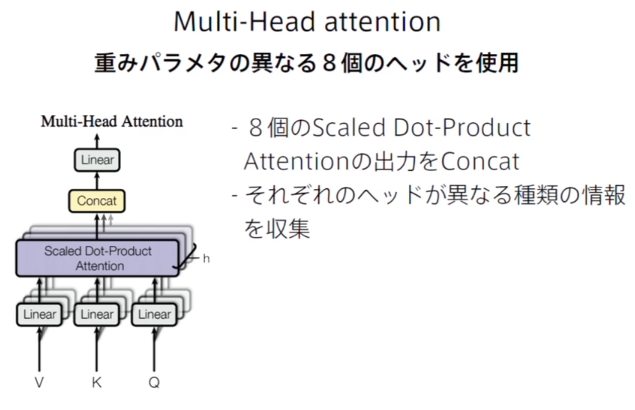 Multi-Head attention
重みパラメタの異なる８個のヘッドを使用
Multi-Head Attention
Linear
Concat
Scaled Dot-Product
Attention
h
Linear Linear Linear
V K Q
- ８個のScaled Dot-Product
Attentionの出力をConcat
- それぞれのヘッドが異なる種類の情報
を収集